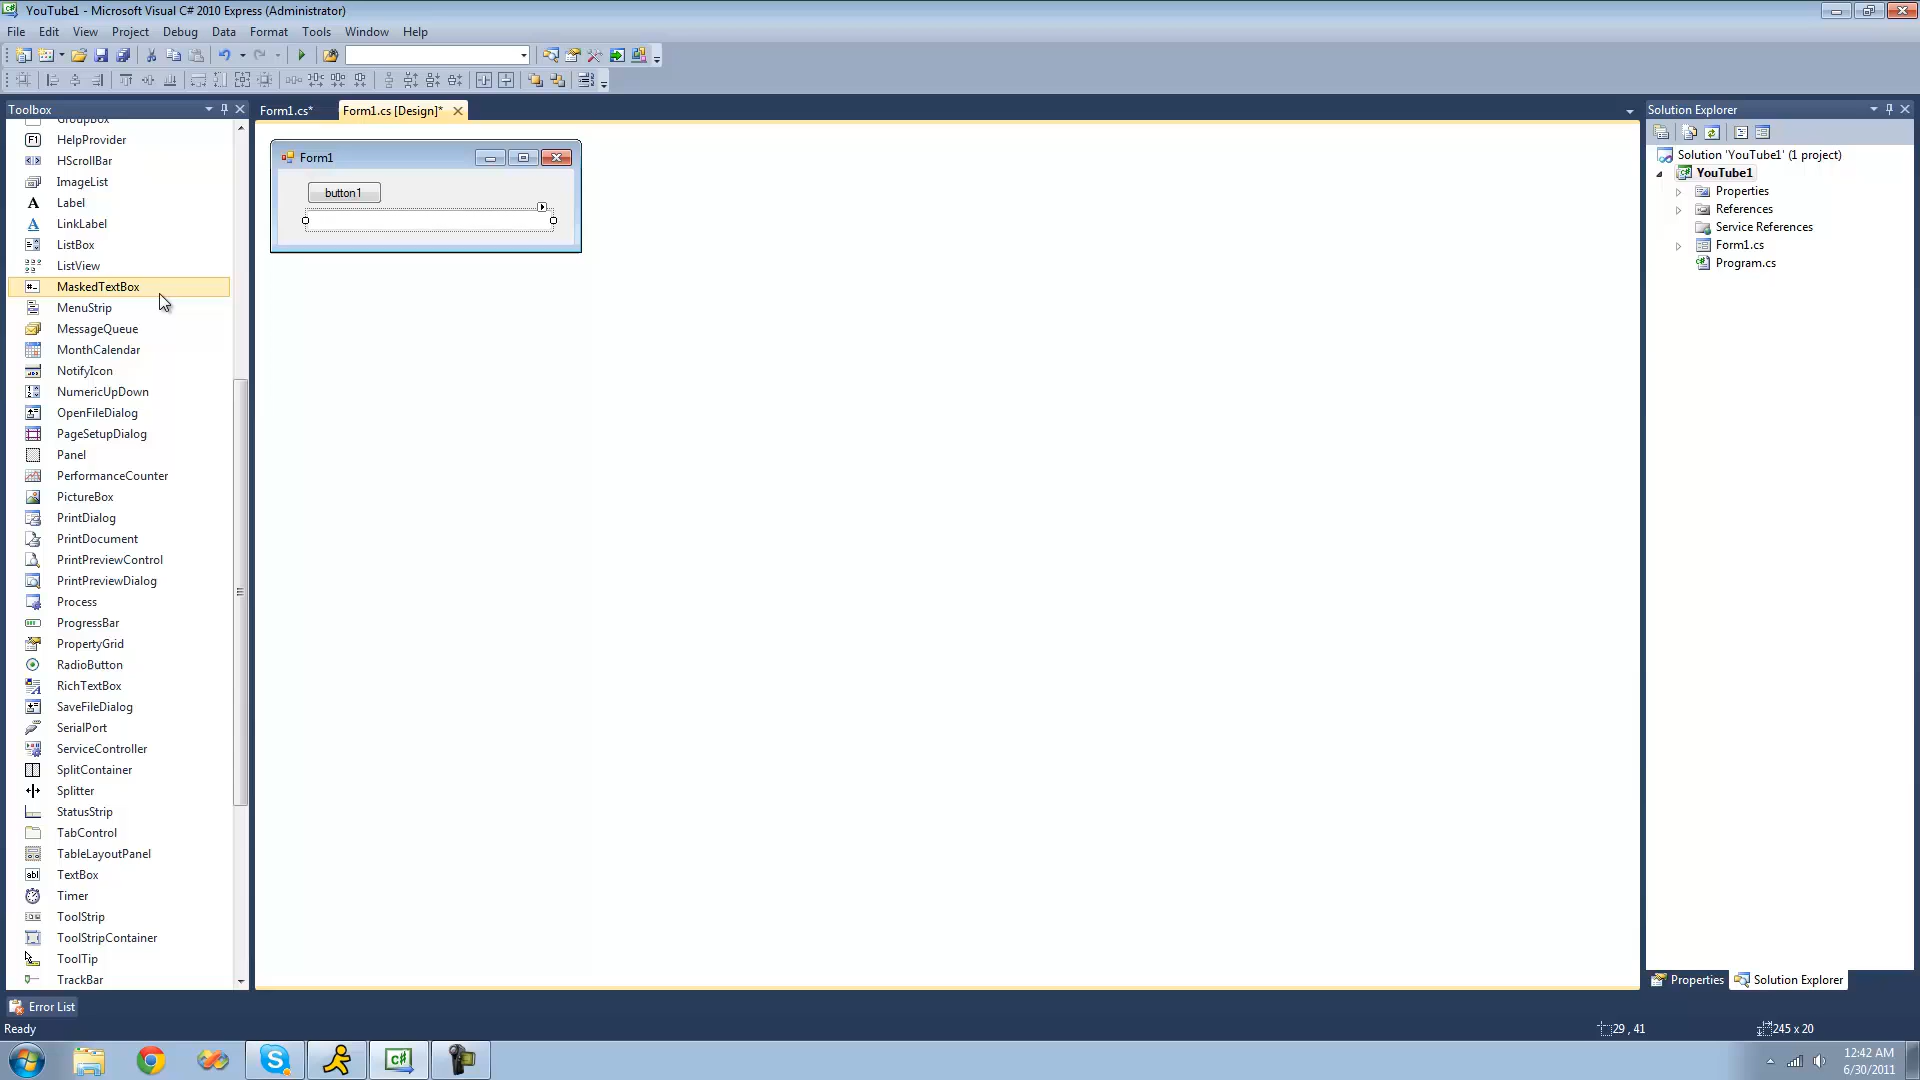 YouTube1 - Microsoft Visual C# 2010 Express (Administrator)
File Edit View Project Debug Data Format Tools Window Help
Toolbox
Form1.cs*
Form1.cs [Design]*
Solution Explorer
GroupBox
HelpProvider
HScrollBar
ImageList
Label
LinkLabel
ListBox
ListView
MaskedTextBox
MenuStrip
MessageQueue
MonthCalendar
NotifyIcon
NumericUpDown
OpenFileDialog
PageSetupDialog
Panel
PerformanceCounter
PictureBox
PrintDialog
PrintDocument
PrintPreviewControl
PrintPreviewDialog
Process
ProgressBar
PropertyGrid
RadioButton
RichTextBox
SaveFileDialog
SerialPort
ServiceController
SplitContainer
Splitter
StatusStrip
TabControl
TableLayoutPanel
TextBox
Timer
ToolStrip
ToolStripContainer
ToolTip
TrackBar
Form1
button1
Solution 'YouTube1' (1 project)
YouTube1
Properties
References
Service References
Form1.cs
Program.cs
Properties
Solution Explorer
Error List
Ready
29 , 41
245 x 20
12:42 AM
6/30/2011